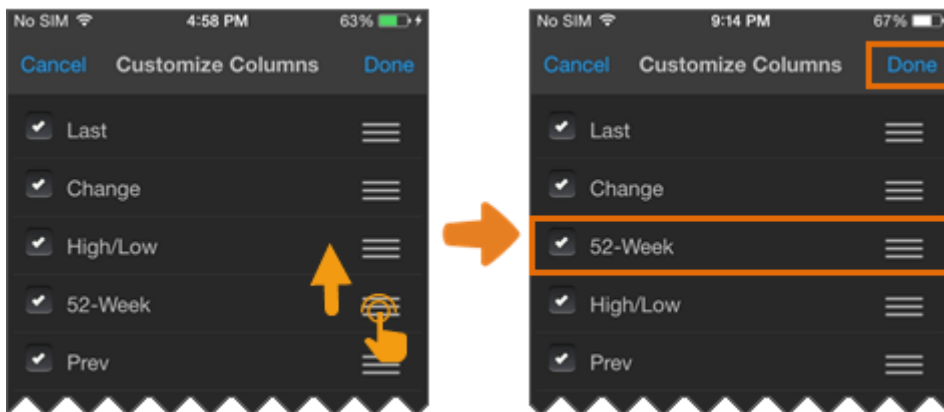 No SIM 4:58 PM 63%
Cancel Customize Columns Done
Last
Change
High/Low
52-Week
Prev
No SIM 9:14 PM 67%
Cancel Customize Columns Done
Last
Change
52-Week
High/Low
Prev